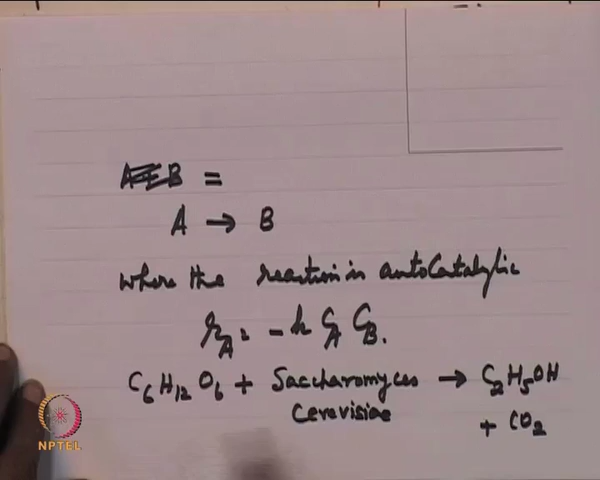 A + B =
A → B
where the reaction is autoCatalytic
r_A = - k C_A C_B.
C6H12O6 + Saccharomyces → C2H5OH
Cerevisiae + CO2
NPTEL